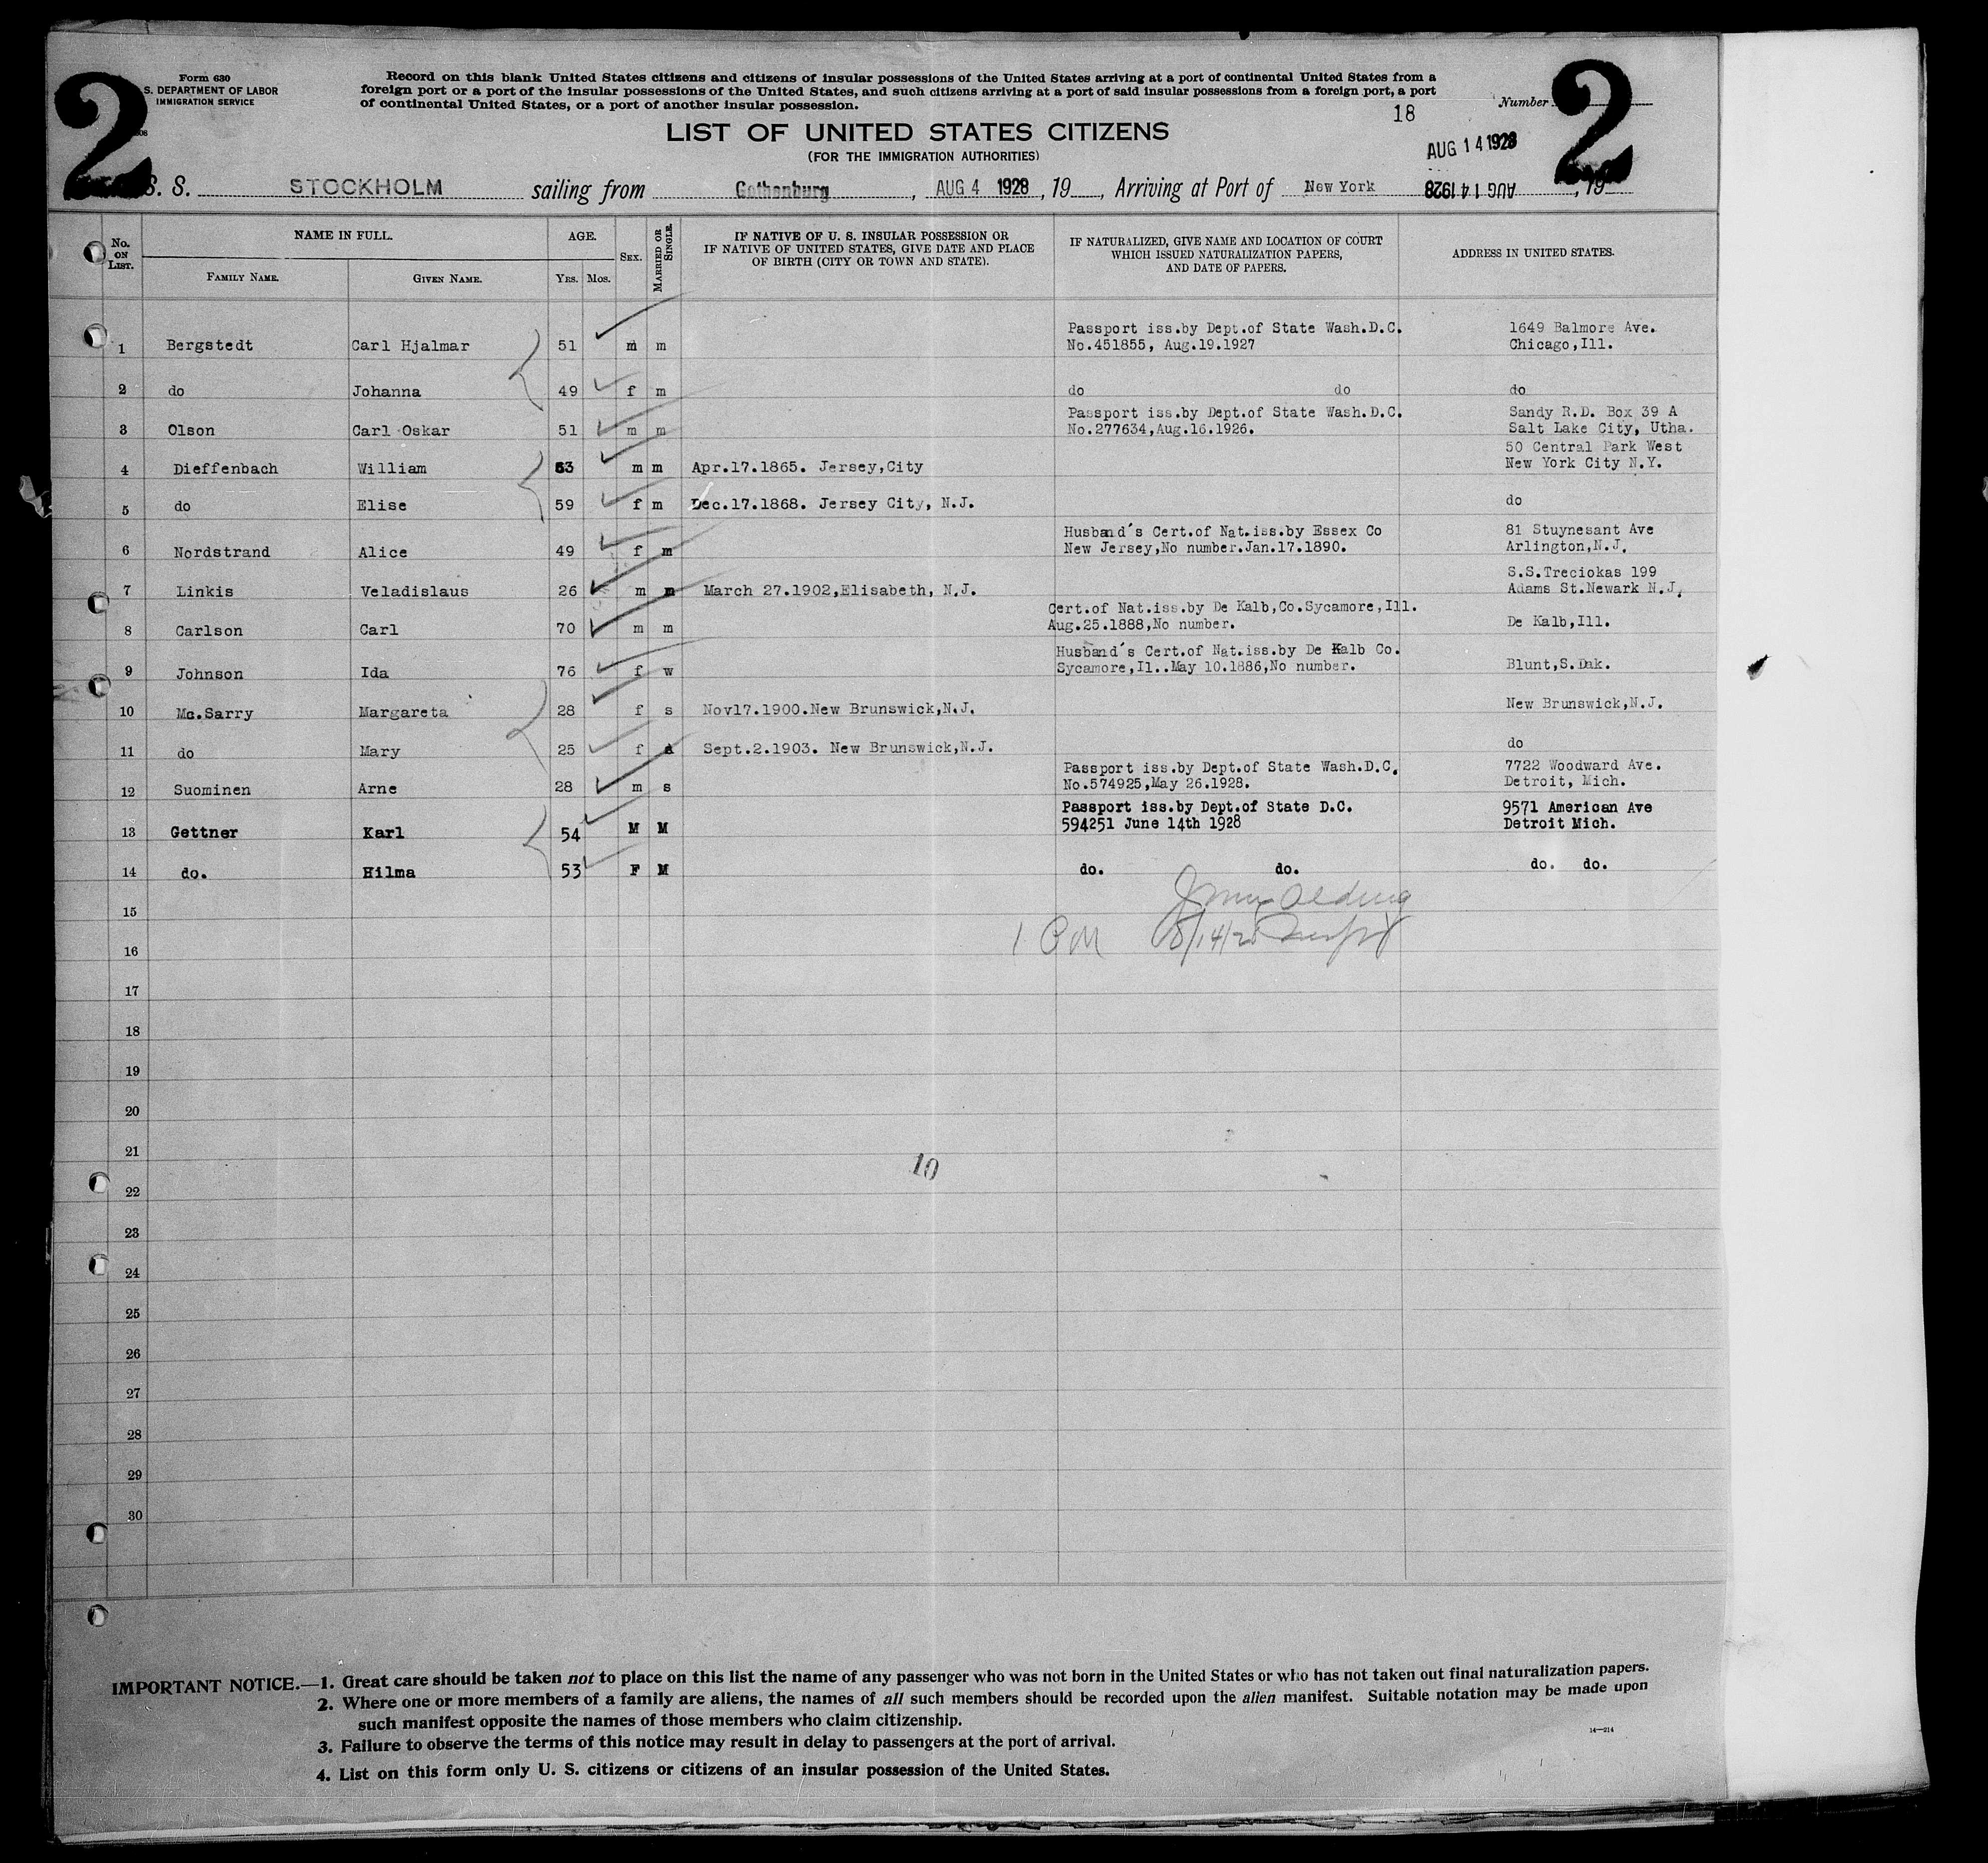 2
2
Form 630
S. DEPARTMENT OF LABOR
IMMIGRATION SERVICE
Record on this blank United States citizens and citizens of insular possessions of the United States arriving at a port of continental United States from a
foreign port or a port of the insular possessions of the United States, and such citizens arriving at a port of said insular possessions from a foreign port, a port
of continental United States, or a port of another insular possession.
Number
18
LIST OF UNITED STATES CITIZENS
(FOR THE IMMIGRATION AUTHORITIES)
AUG 14 1928
S. S. STOCKHOLM sailing from Gothenburg, AUG 4 1928, 19 , Arriving at Port of New York AUG 14 1928, 19
No. ON LIST.
NAME IN FULL.
FAMILY NAME.
GIVEN NAME.
AGE.
YRS.
MOS.
SEX.
MARRIED OR SINGLE.
IF NATIVE OF U. S. INSULAR POSSESSION OR
IF NATIVE OF UNITED STATES, GIVE DATE AND PLACE
OF BIRTH (CITY OR TOWN AND STATE).
IF NATURALIZED, GIVE NAME AND LOCATION OF COURT
WHICH ISSUED NATURALIZATION PAPERS,
AND DATE OF PAPERS.
ADDRESS IN UNITED STATES.
Passport iss.by Dept.of State Wash.D.C. 1649 Balmore Ave.
1 Bergstedt Carl Hjalmar 51 m m No.451855, Aug.19.1927 Chicago,Ill.
2 do Johanna 49 f m do do do
Passport iss.by Dept.of State Wash.D.C. Sandy R.D. Box 39 A
3 Olson Carl Oskar 51 m m No.277634,Aug.16.1926. Salt Lake City, Utha.
50 Central Park West
4 Dieffenbach William 63 m m Apr.17.1865. Jersey,City New York City N.Y.
5 do Elise 59 f m Dec.17.1868. Jersey City, N.J. do
Husband's Cert.of Nat.iss.by Essex Co 81 Stuynesant Ave
6 Nordstrand Alice 49 f m New Jersey,No number.Jan.17.1890. Arlington,N.J.
S.S.Treciokas 199
7 Linkis Veladislaus 26 m m March 27.1902,Elisabeth, N.J. Adams St.Newark N.J.
Cert.of Nat.iss.by De Kalb,Co.Sycamore,Ill.
8 Carlson Carl 70 m m Aug.25.1888,No number. De Kalb,Ill.
Husband's Cert.of Nat.iss.by De Kalb Co.
9 Johnson Ida 76 f w Sycamore,Il..May 10.1886,No number. Blunt,S.Dak.
10 Mc.Sarry Margareta 28 f s Nov17.1900.New Brunswick,N.J. New Brunswick,N.J.
11 do Mary 25 f Sept.2.1903. New Brunswick,N.J. do
Passport iss.by Dept.of State Wash.D.C. 7722 Woodward Ave.
12 Suominen Arne 28 m s No.574925,May 26.1928. Detroit, Mich.
Passport iss.by Dept.of State D.C. 9571 American Ave
13 Gettner Karl 54 M M 594251 June 14th 1928 Detroit Mich.
14 do. Hilma 53 F M do. do. do. do.
15
16 1 PM 8/14/28
17
18
19
20
21
10
22
23
24
25
26
27
28
29
30
IMPORTANT NOTICE.—1. Great care should be taken not to place on this list the name of any passenger who was not born in the United States or who has not taken out final naturalization papers.
2. Where one or more members of a family are aliens, the names of all such members should be recorded upon the alien manifest. Suitable notation may be made upon
such manifest opposite the names of those members who claim citizenship.
14—214
3. Failure to observe the terms of this notice may result in delay to passengers at the port of arrival.
4. List on this form only U. S. citizens or citizens of an insular possession of the United States.